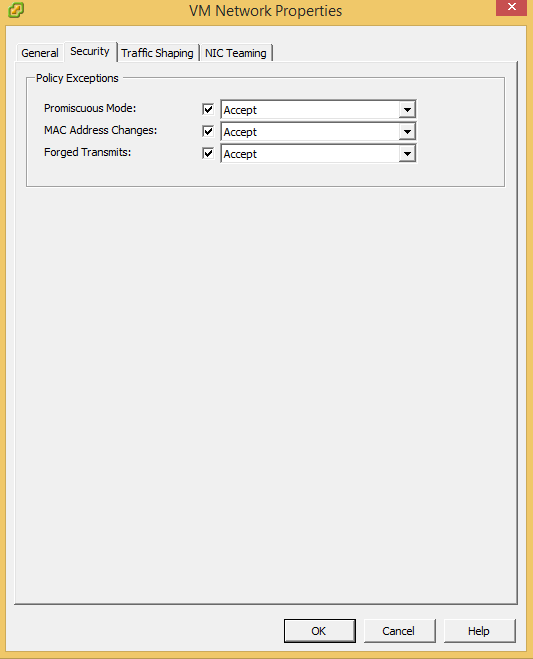 VM Network Properties
General Security Traffic Shaping NIC Teaming
Policy Exceptions
Promiscuous Mode: Accept
MAC Address Changes: Accept
Forged Transmits: Accept
OK Cancel Help